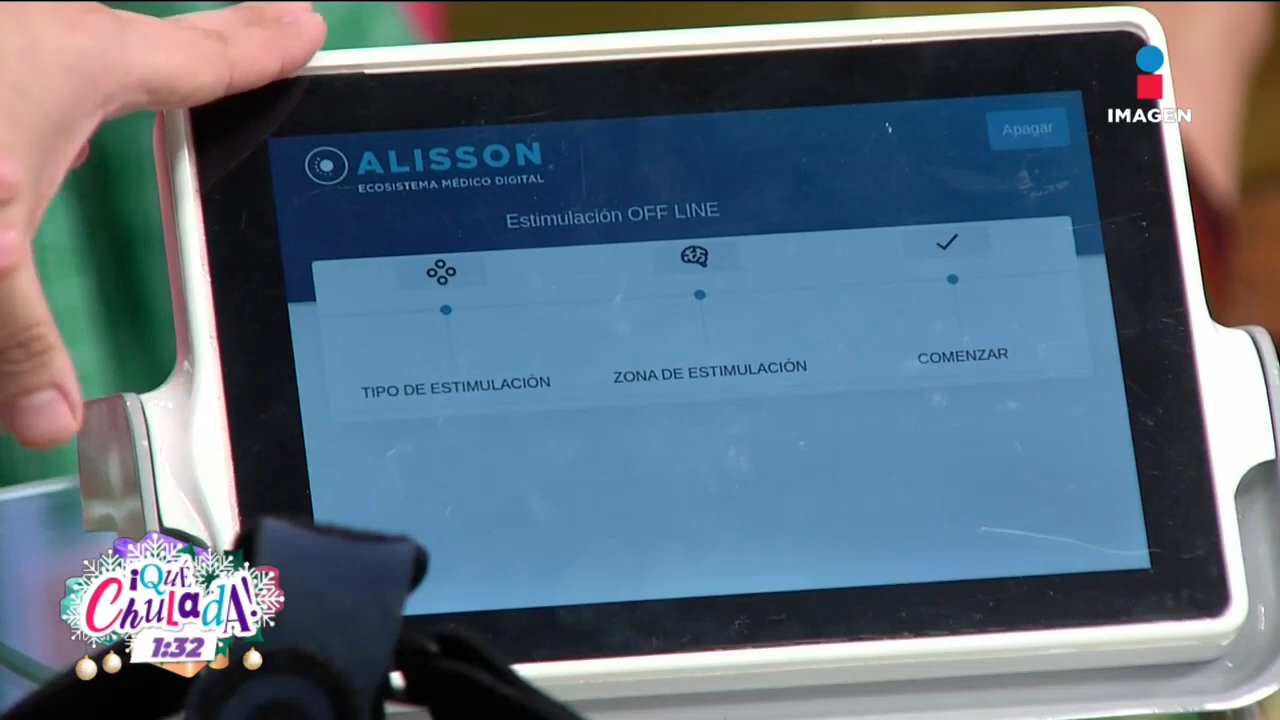 IMAGEN
Apagar
ALISSON
ECOSISTEMA MÉDICO DIGITAL
Estimulación OFF LINE
TIPO DE ESTIMULACIÓN
ZONA DE ESTIMULACIÓN
COMENZAR
¡QUÉ
CHULADA!
1:32